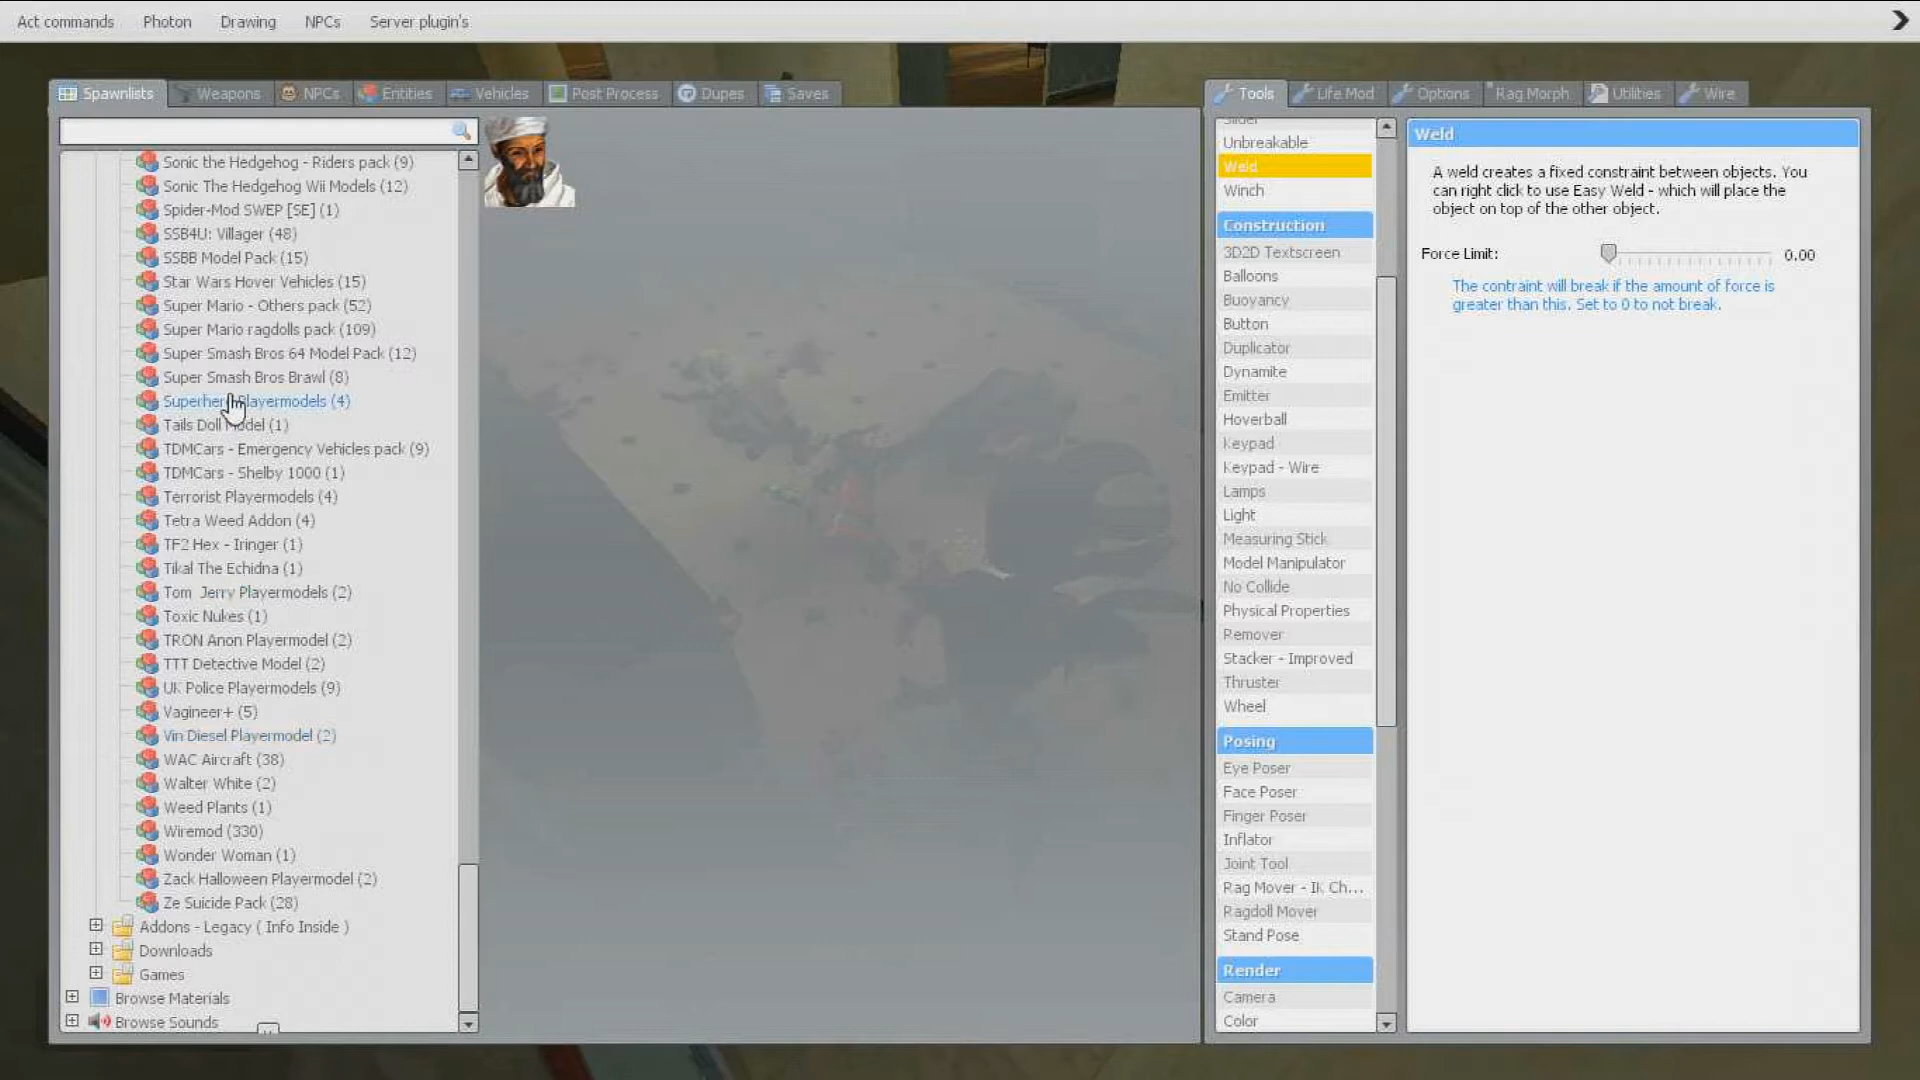 Act commands Photon Drawing NPCs Server plugin's
Spawnlists Weapons NPCs Entities Vehicles Post Process Dupes Saves
Sonic the Hedgehog - Riders pack (9)
Sonic The Hedgehog Wii Models (12)
Spider-Mod SWEP [SE] (1)
SSB4U: Villager (48)
SSBB Model Pack (15)
Star Wars Hover Vehicles (15)
Super Mario - Others pack (52)
Super Mario ragdolls pack (109)
Super Smash Bros 64 Model Pack (12)
Super Smash Bros Brawl (8)
Superhero Playermodels (4)
Tails Doll Model (1)
TDMCars - Emergency Vehicles pack (9)
TDMCars - Shelby 1000 (1)
Terrorist Playermodels (4)
Tetra Weed Addon (4)
TF2 Hex - Iringer (1)
Tikal The Echidna (1)
Tom Jerry Playermodels (2)
Toxic Nukes (1)
TRON Anon Playermodel (2)
TTT Detective Model (2)
UK Police Playermodels (9)
Vagineer+ (5)
Vin Diesel Playermodel (2)
WAC Aircraft (38)
Walter White (2)
Weed Plants (1)
Wiremod (330)
Wonder Woman (1)
Zack Halloween Playermodel (2)
Ze Suicide Pack (28)
Addons - Legacy ( Info Inside )
Downloads
Games
Browse Materials
Browse Sounds
Tools Life Mod Options Rag Morph Utilities Wire
Slider
Unbreakable
Weld
Winch
Construction
3D2D Textscreen
Balloons
Buoyancy
Button
Duplicator
Dynamite
Emitter
Hoverball
Keypad
Keypad - Wire
Lamps
Light
Measuring Stick
Model Manipulator
No Collide
Physical Properties
Remover
Stacker - Improved
Thruster
Wheel
Posing
Eye Poser
Face Poser
Finger Poser
Inflator
Joint Tool
Rag Mover - Ik Ch...
Ragdoll Mover
Stand Pose
Render
Camera
Color
Weld
A weld creates a fixed constraint between objects. You
can right click to use Easy Weld - which will place the
object on top of the other object.
Force Limit: 0.00
The contraint will break if the amount of force is
greater than this. Set to 0 to not break.